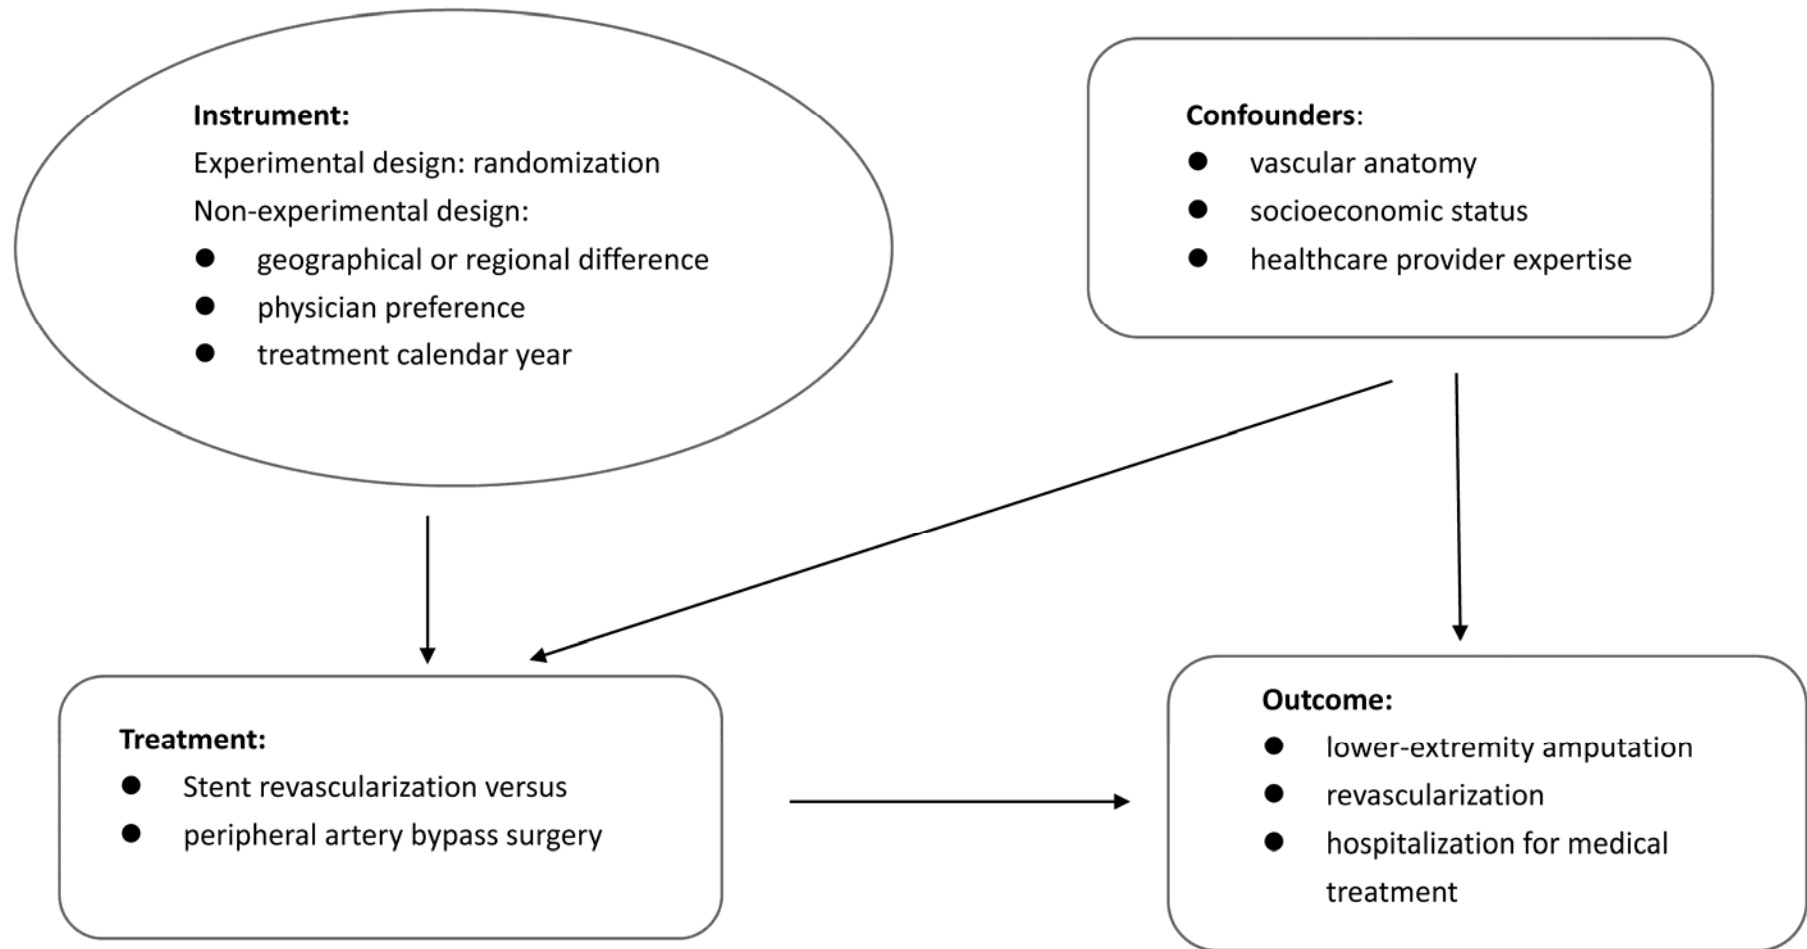 Instrument:
Experimental design: randomization
Non-experimental design:
● geographical or regional difference
● physician preference
● treatment calendar year
Confounders:
● vascular anatomy
● socioeconomic status
● healthcare provider expertise
Treatment:
● Stent revascularization versus
● peripheral artery bypass surgery
Outcome:
● lower-extremity amputation
● revascularization
● hospitalization for medical
treatment